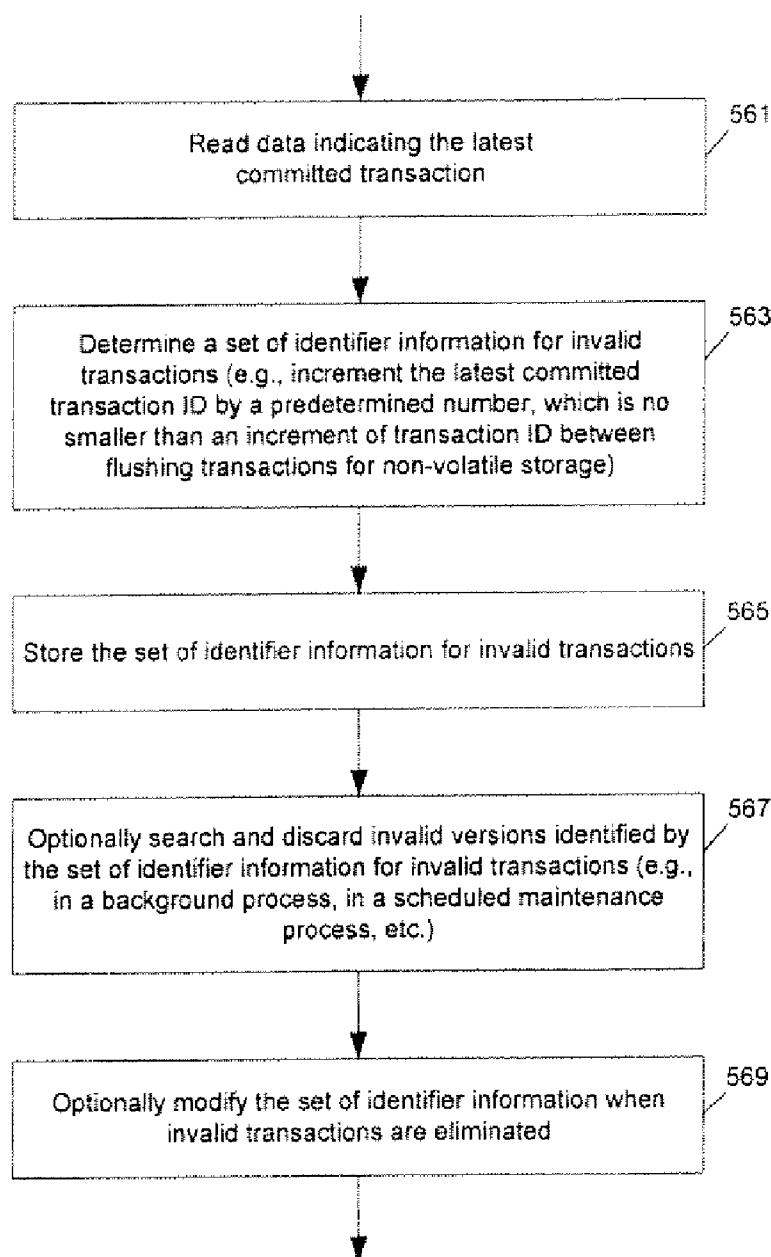 561
Read data indicating the latest
committed transaction
563
Determine a set of identifier information for invalid
transactions (e.g., increment the latest committed
transaction ID by a predetermined number, which is no
smaller than an increment of transaction ID between
flushing transactions for non-volatile storage)
565
Store the set of identifier information for invalid transactions
567
Optionally search and discard invalid versions identified by
the set of identifier information for invalid transactions (e.g.,
in a background process, in a scheduled maintenance
process, etc.)
569
Optionally modify the set of identifier information when
invalid transactions are eliminated